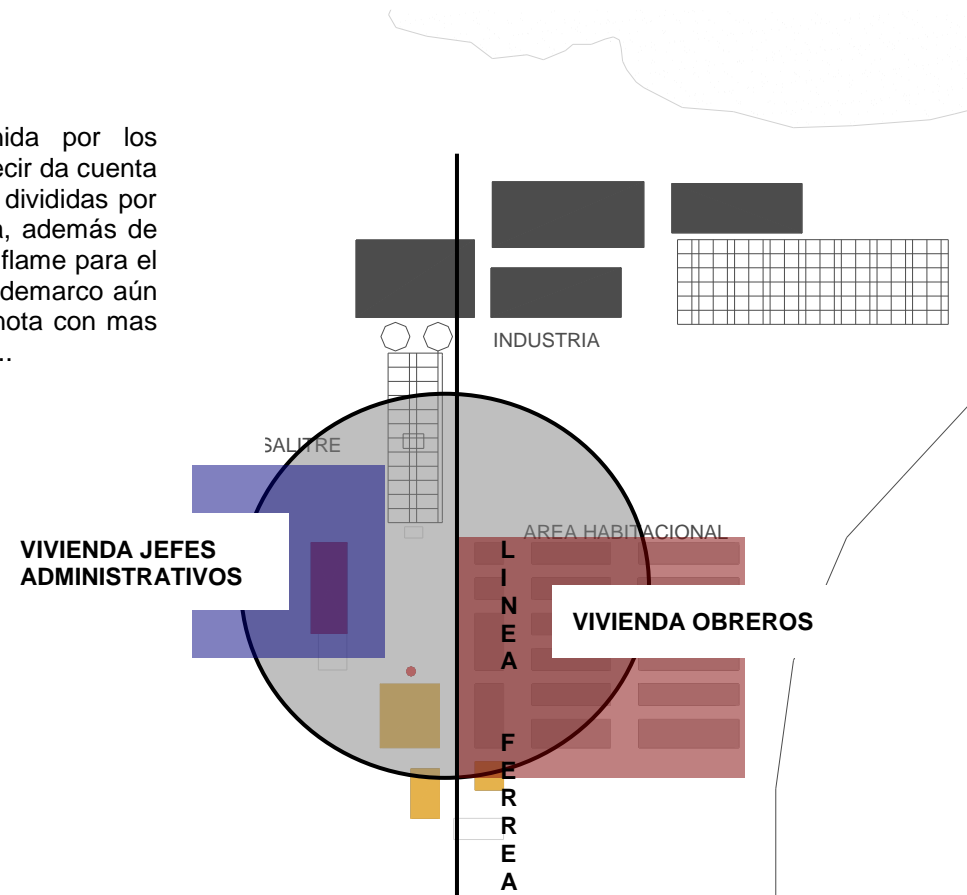 nida por los
ecir da cuenta
divididas por
a, además de
flame para el
demarco aún
nota con mas
..
INDUSTRIA
SALITRE
AREA HABITACIONAL
VIVIENDA JEFES
ADMINISTRATIVOS
VIVIENDA OBREROS
LINEA FERREA